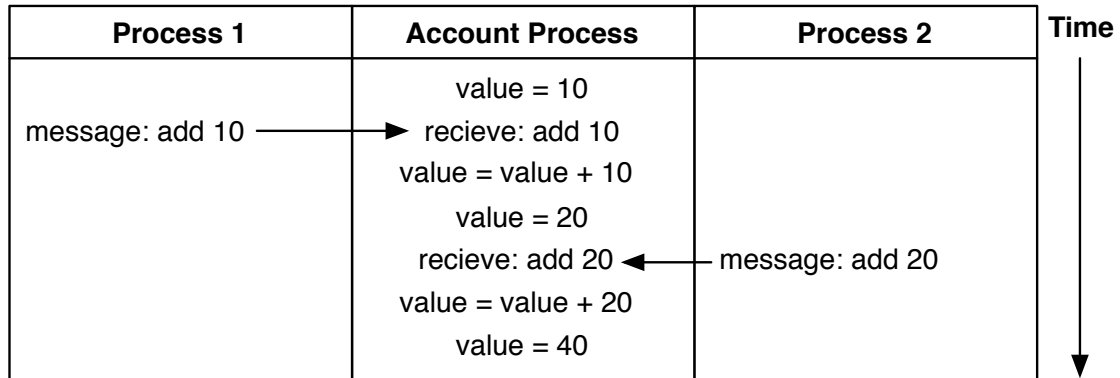 Process 1 Account Process Process 2 Time
value = 10
message: add 10 recieve: add 10
value = value + 10
value = 20
recieve: add 20 message: add 20
value = value + 20
value = 40